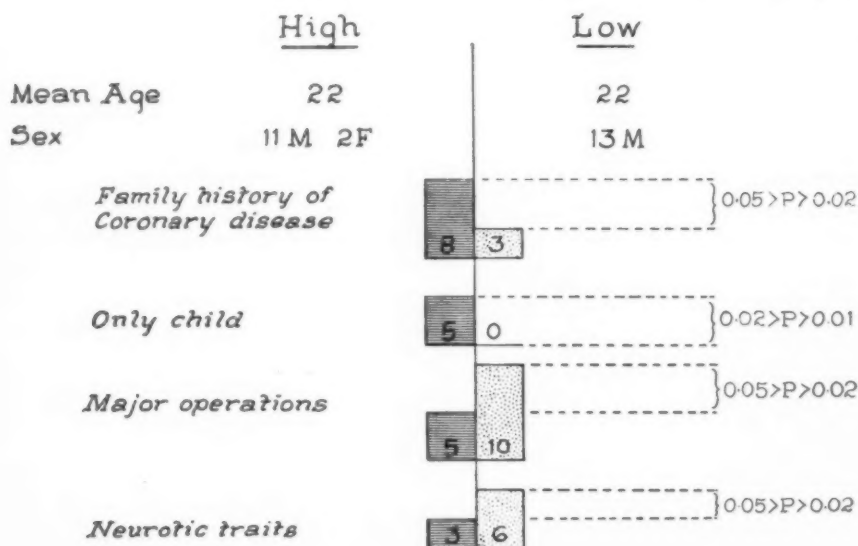 High Low
Mean Age 22 22
Sex 11 M 2F 13 M
Family history of
Coronary disease
8 3 0.05>P>0.02
Only child 5 0 0.02>P>0.01
Major operations 5 10 0.05>P>0.02
Neurotic traits 3 6 0.05>P>0.02